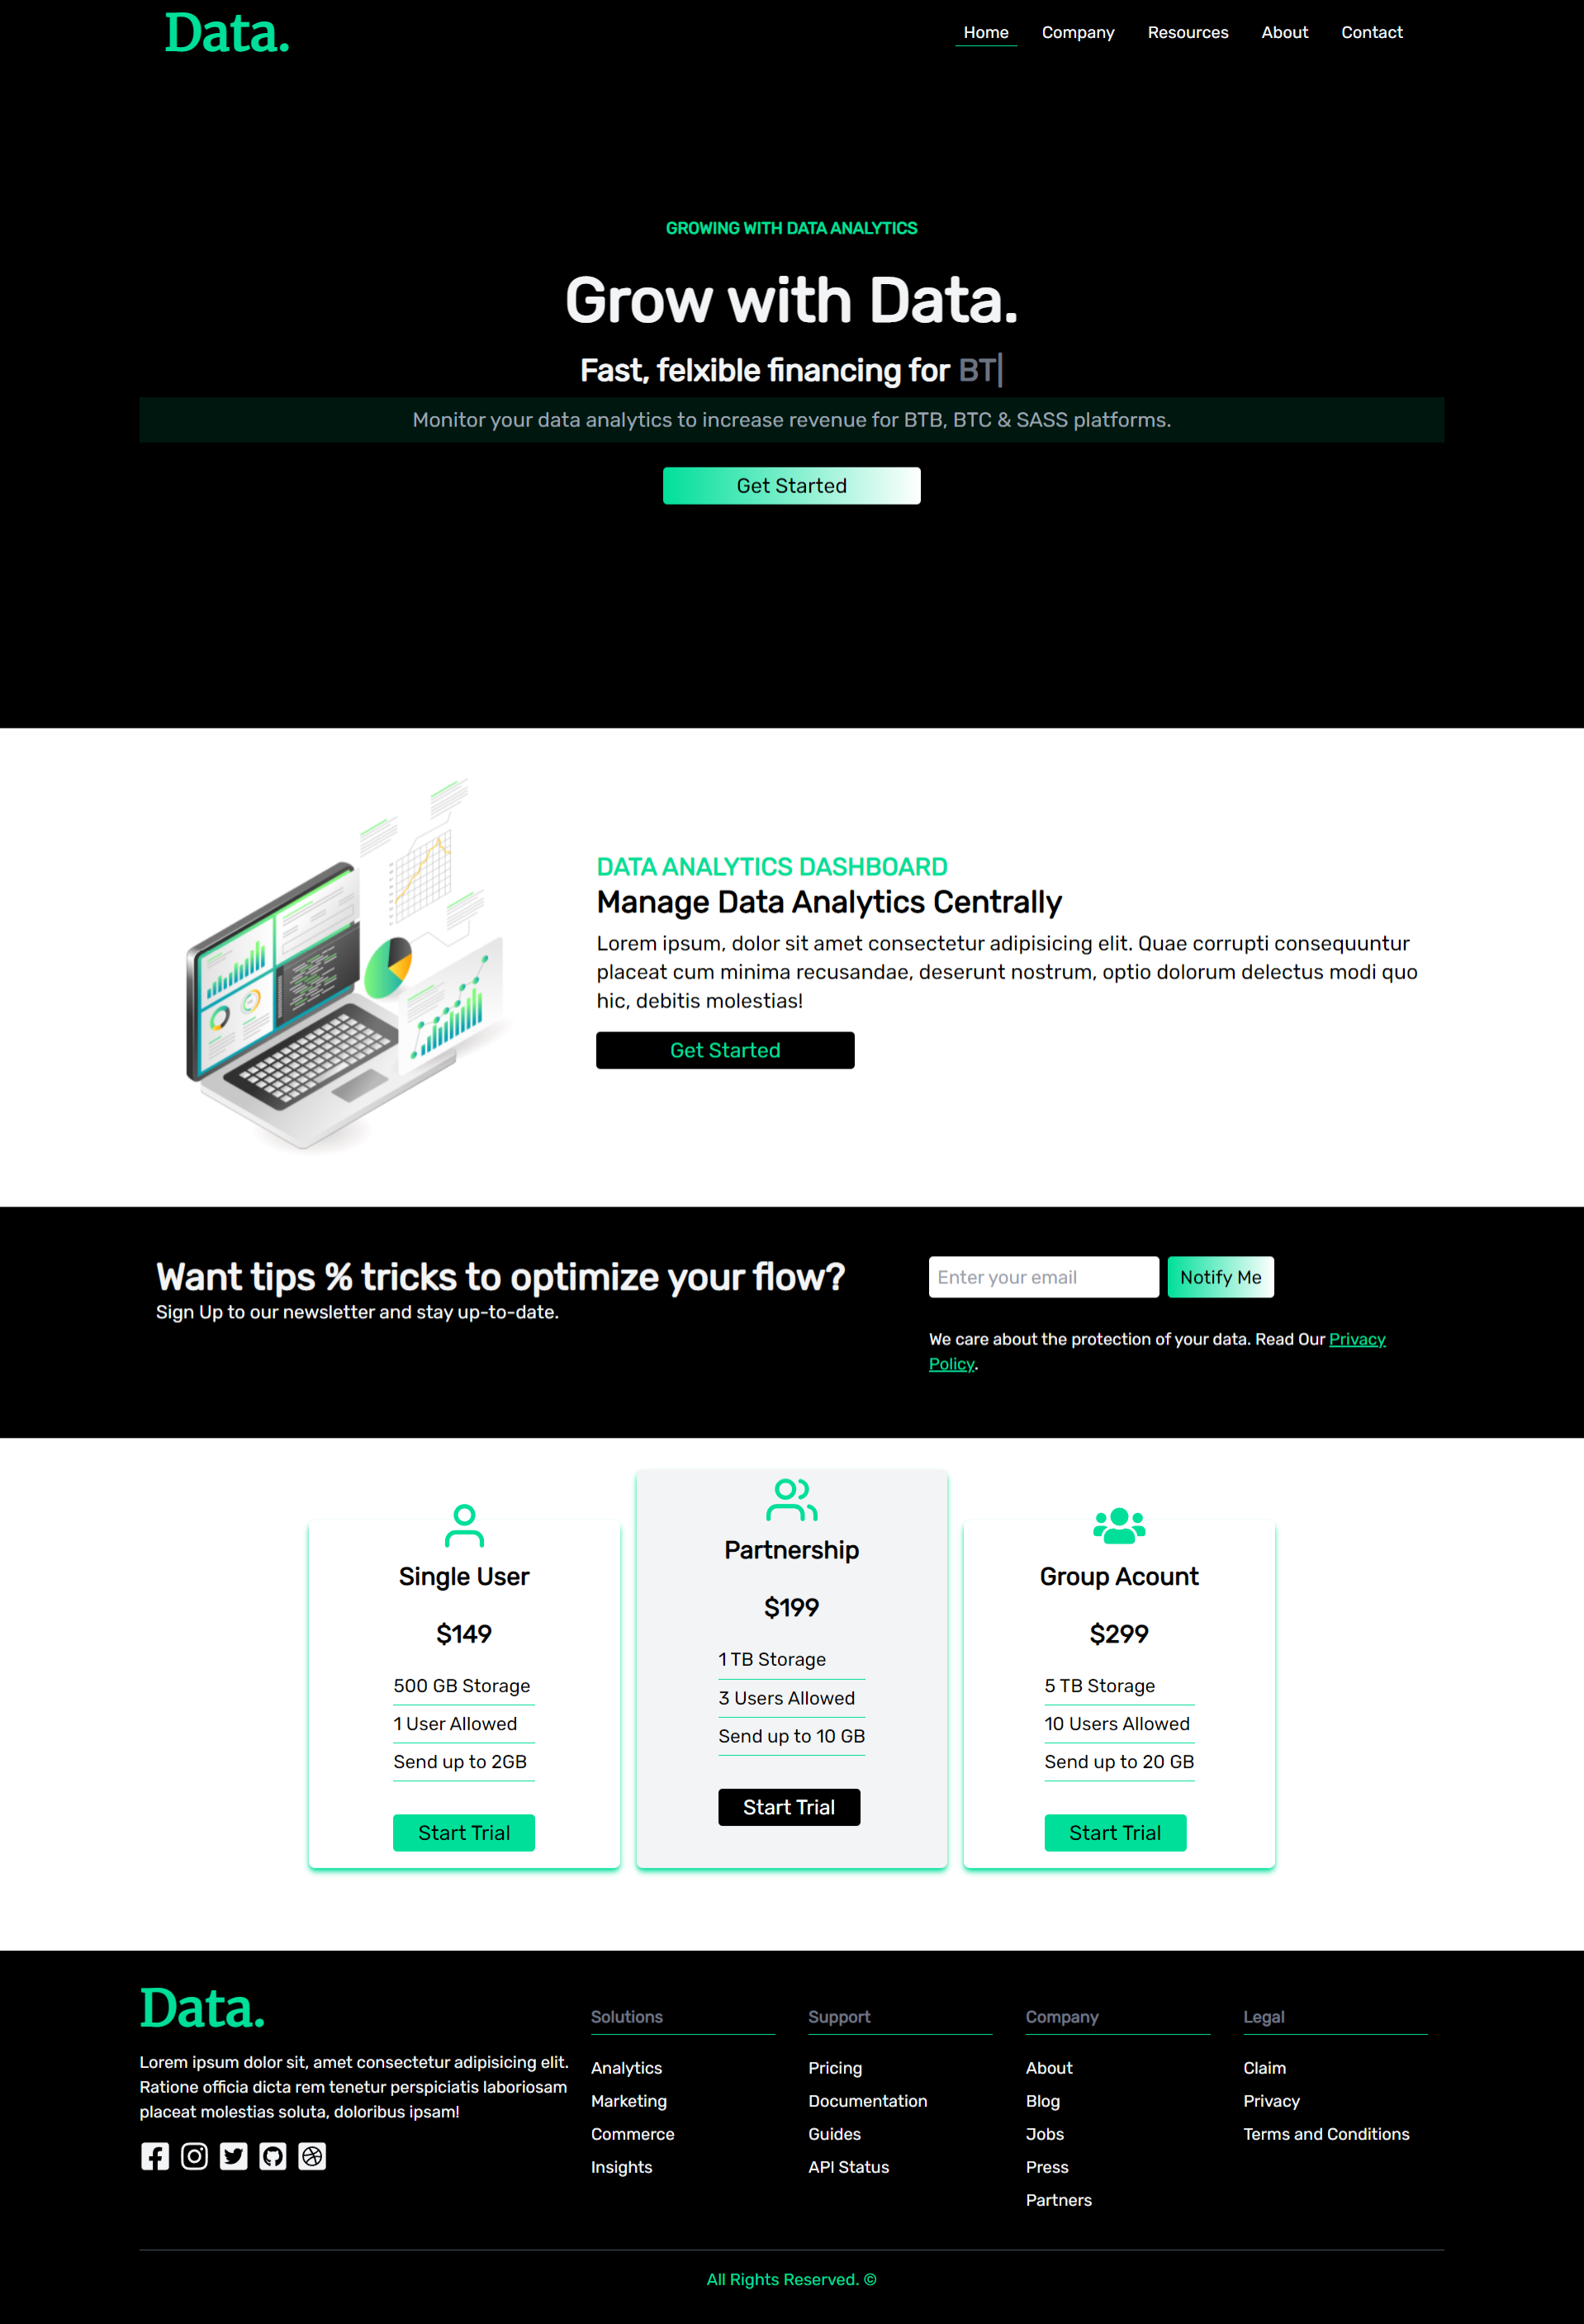 Data.
Home Company Resources About Contact
GROWING WITH DATA ANALYTICS
Grow with Data.
Fast, felxible financing for BT|
Monitor your data analytics to increase revenue for BTB, BTC & SASS platforms.
Get Started
DATA ANALYTICS DASHBOARD
Manage Data Analytics Centrally
Lorem ipsum, dolor sit amet consectetur adipisicing elit. Quae corrupti consequuntur
placeat cum minima recusandae, deserunt nostrum, optio dolorum delectus modi quo
hic, debitis molestias!
Get Started
Want tips % tricks to optimize your flow?
Sign Up to our newsletter and stay up-to-date.
Enter your email
Notify Me
We care about the protection of your data. Read Our Privacy
Policy.
Single User
$149
500 GB Storage
1 User Allowed
Send up to 2GB
Start Trial
Partnership
$199
1 TB Storage
3 Users Allowed
Send up to 10 GB
Start Trial
Group Acount
$299
5 TB Storage
10 Users Allowed
Send up to 20 GB
Start Trial
Data.
Lorem ipsum dolor sit, amet consectetur adipisicing elit.
Ratione officia dicta rem tenetur perspiciatis laboriosam
placeat molestias soluta, doloribus ipsam!
Solutions
Analytics
Marketing
Commerce
Insights
Support
Pricing
Documentation
Guides
API Status
Company
About
Blog
Jobs
Press
Partners
Legal
Claim
Privacy
Terms and Conditions
All Rights Reserved. ©